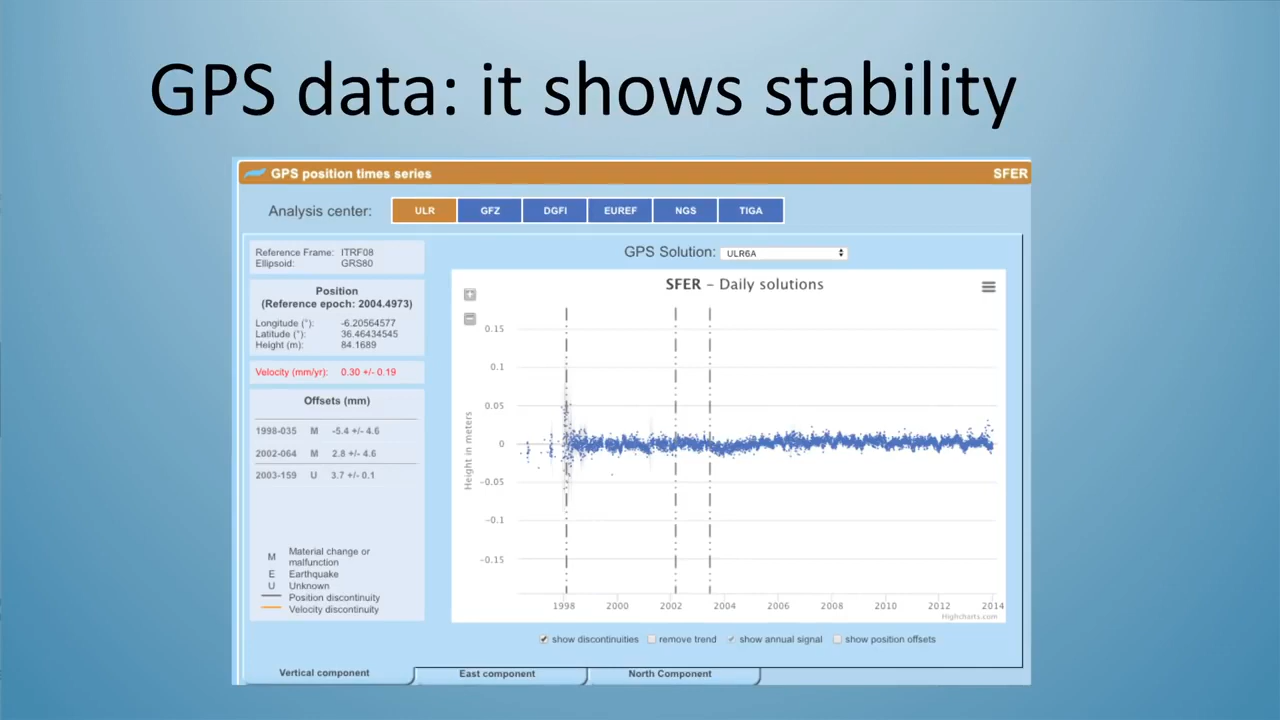 GPS data: it shows stability
GPS position times series SFER
Analysis center: ULR GFZ DGFI EUREF NGS TIGA
Reference Frame: ITRF08
Ellipsoid: GRS80
Position
(Reference epoch: 2004.4973)
Longitude (°): -6.20564577
Latitude (°): 36.46434545
Height (m): 84.1689
Velocity (mm/yr): 0.30 +/- 0.19
Offsets (mm)
1998-035 M -5.4 +/- 4.6
2002-064 M 2.8 +/- 4.6
2003-159 U 3.7 +/- 0.1
M Material change or
malfunction
E Earthquake
U Unknown
Position discontinuity
Velocity discontinuity
GPS Solution: ULR6A
SFER – Daily solutions
Height in meters
0.15
0.1
0.05
0
−0.05
−0.1
−0.15
1998 2000 2002 2004 2006 2008 2010 2012 2014
Highcharts.com
show discontinuities remove trend show annual signal show position offsets
Vertical component East component North Component